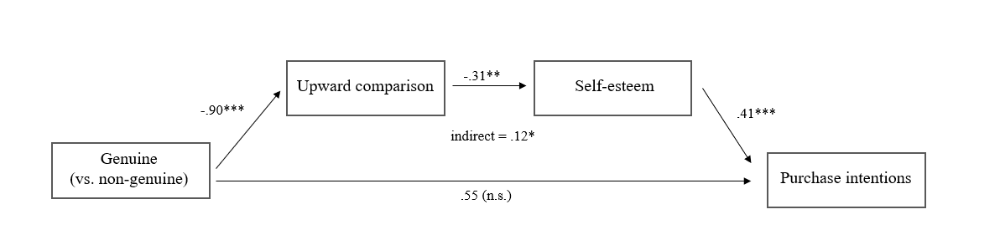 Upward comparison
-.31**
Self-esteem
-.90***
.41***
indirect = .12*
Genuine
(vs. non-genuine)
Purchase intentions
.55 (n.s.)